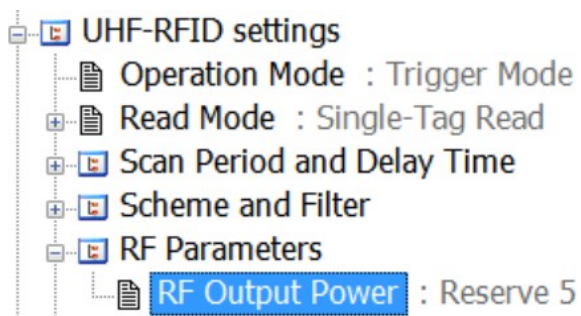 UHF-RFID settings
Operation Mode : Trigger Mode
Read Mode : Single-Tag Read
Scan Period and Delay Time
Scheme and Filter
RF Parameters
RF Output Power : Reserve 5